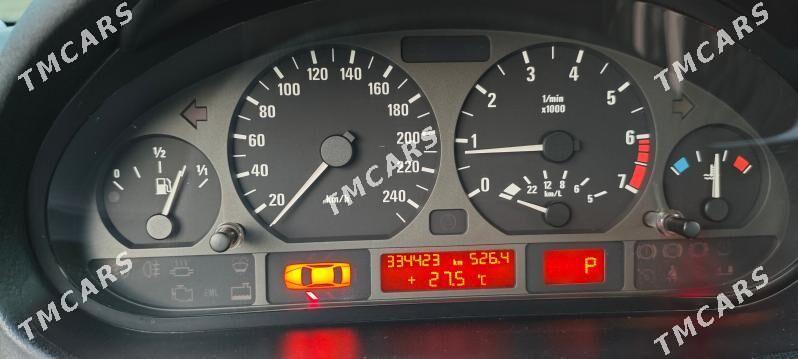 TMCARS
TMCARS
TMCARS
TMCARS
TMCARS
TMCARS
TMCARS
0 1/2 1/1
20 40 60 80 100 120 140 160 180 200 220 240
km/h
0 1 2 3 4 5 6 7
1/min
x1000
22 12 8 6 5
km/L
EML
334423 km 526.4
+ 27.5 °C
P